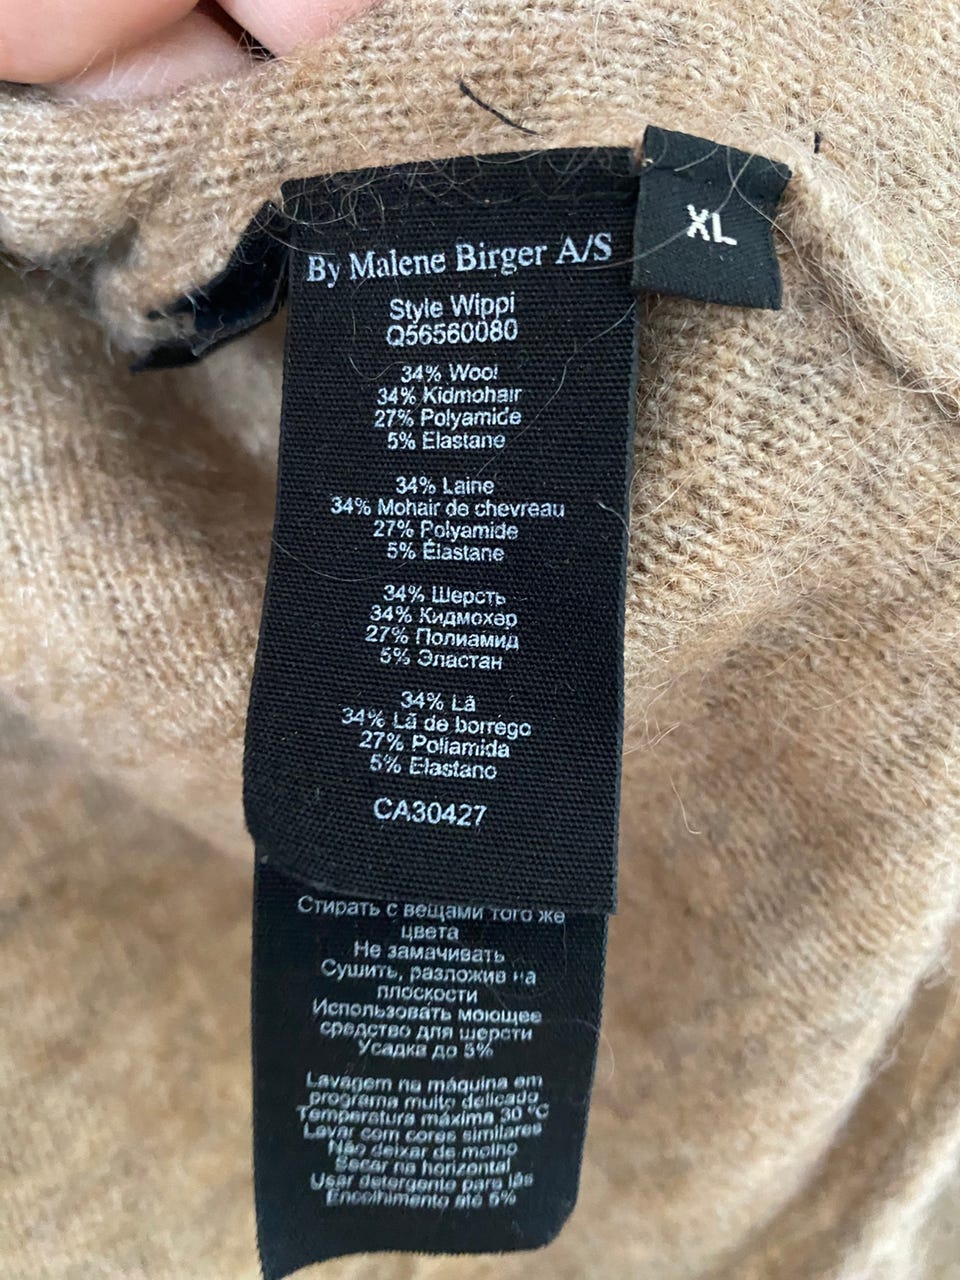 By Malene Birger A/S
XL
Style Wippi
Q56560080
34% Wool
34% Kidmohair
27% Polyamide
5% Elastane
34% Laine
34% Mohair de chevreau
27% Polyamide
5% Élastane
34% Шерсть
34% Кидмохэр
27% Полиамид
5% Эластан
34% Lã
34% Lã de borrego
27% Poliamida
5% Elastano
CA30427
Стирать с вещами того же
цвета
Не замачивать
Сушить, разложив на
плоскости
Использовать моющее
средство для шерсти
Усадка до 5%
Lavagem na máquina em
programa muito delicado
Temperatura máxima 30 °C
Lavar com cores similares
Não deixar de molho
Secar na horizontal
Usar detergente para lãs
Encolhimento até 5%